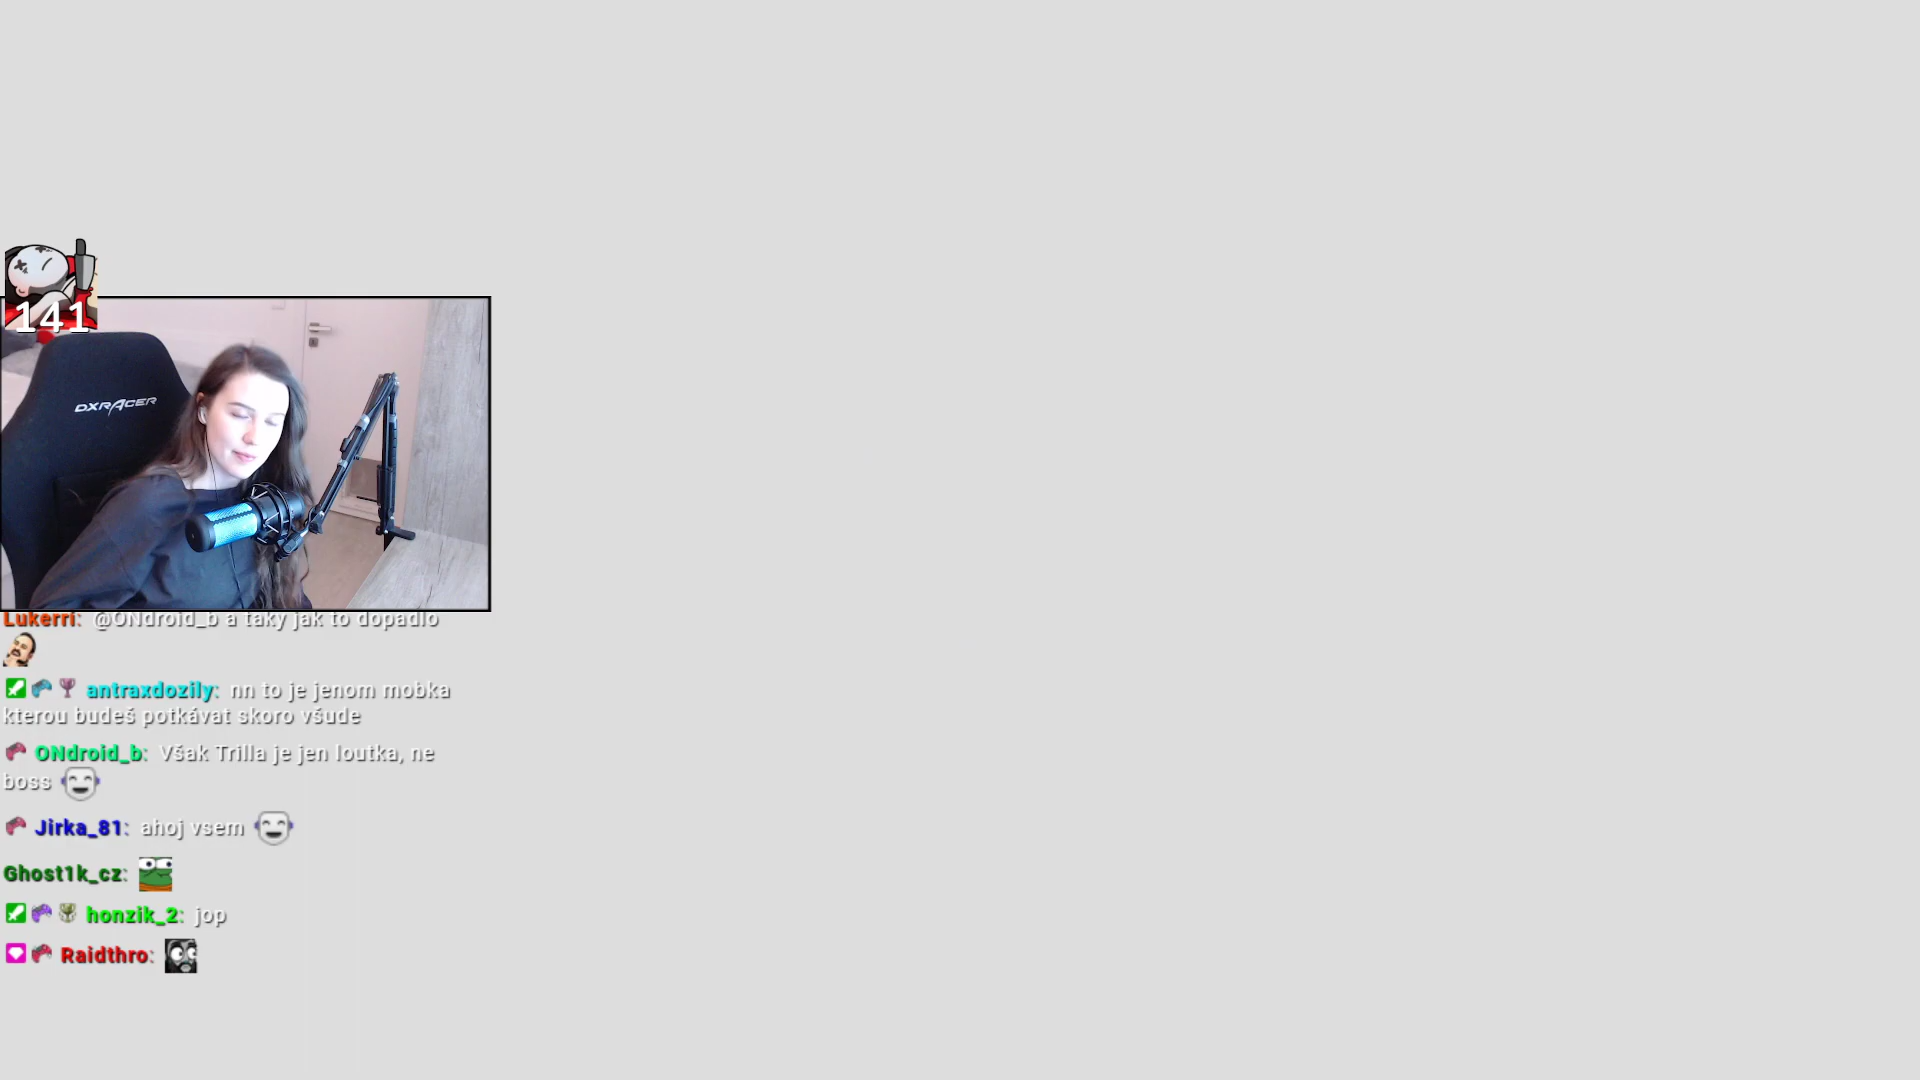 141
DXRACER
Lukerri: @ONdroid_b a taky jak to dopadlo
antraxdozily: nn to je jenom mobka
kterou budeš potkávat skoro všude
ONdroid_b: Však Trilla je jen loutka, ne
boss
Jirka_81: ahoj vsem
Ghost1k_cz:
honzik_2: jop
Raidthro: